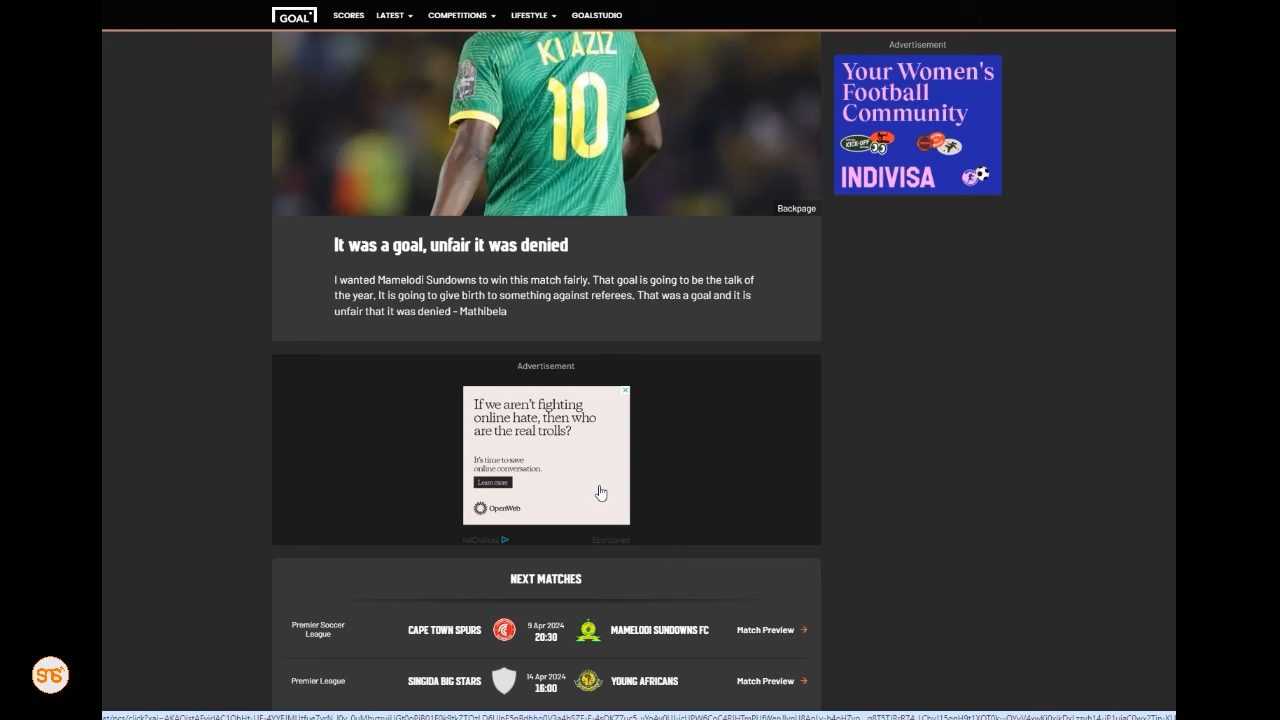 GOAL
SCORES LATEST COMPETITIONS LIFESTYLE GOALSTUDIO
KI AZIZ
10
Backpage
Advertisement
Your Women's
Football
Community
KICK-OFF
INDIVISA
It was a goal, unfair it was denied
I wanted Mamelodi Sundowns to win this match fairly. That goal is going to be the talk of
the year. It is going to give birth to something against referees. That was a goal and it is
unfair that it was denied - Mathibela
Advertisement
If we aren't fighting
online hate, then who
are the real trolls?
It's time to save
online conversation.
Learn more
OpenWeb
AdChoices Sponsored
NEXT MATCHES
Premier Soccer
League
CAPE TOWN SPURS 9 Apr 2024 20:30 MAMELODI SUNDOWNS FC Match Preview
Premier League SINGIDA BIG STARS 14 Apr 2024 16:00 YOUNG AFRICANS Match Preview